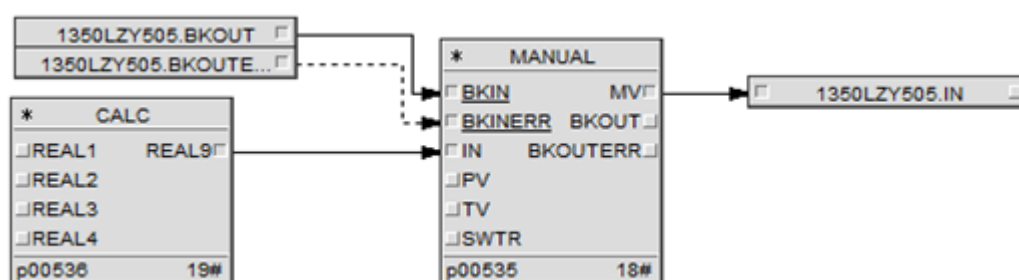 1350LZY505.BKOUT
1350LZY505.BKOUTE...
* CALC
REAL1 REAL9
REAL2
REAL3
REAL4
p00536 19#
* MANUAL
BKIN MV
BKINERR BKOUT
IN BKOUTERR
PV
TV
SWTR
p00535 18#
1350LZY505.IN